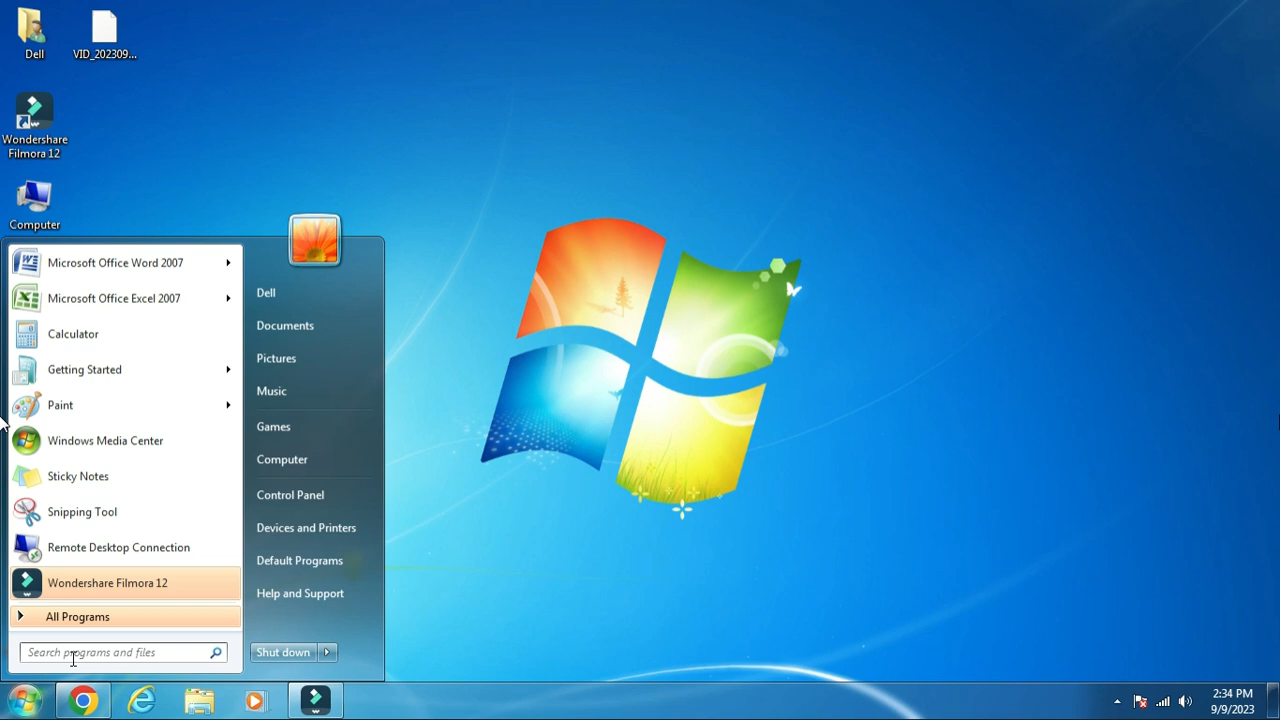 Dell
VID_202309...
Wondershare
Filmora 12
Computer
Microsoft Office Word 2007
Microsoft Office Excel 2007
Calculator
Getting Started
Paint
Windows Media Center
Sticky Notes
Snipping Tool
Remote Desktop Connection
Wondershare Filmora 12
All Programs
Search programs and files
Dell
Documents
Pictures
Music
Games
Computer
Control Panel
Devices and Printers
Default Programs
Help and Support
Shut down
2:34 PM
9/9/2023